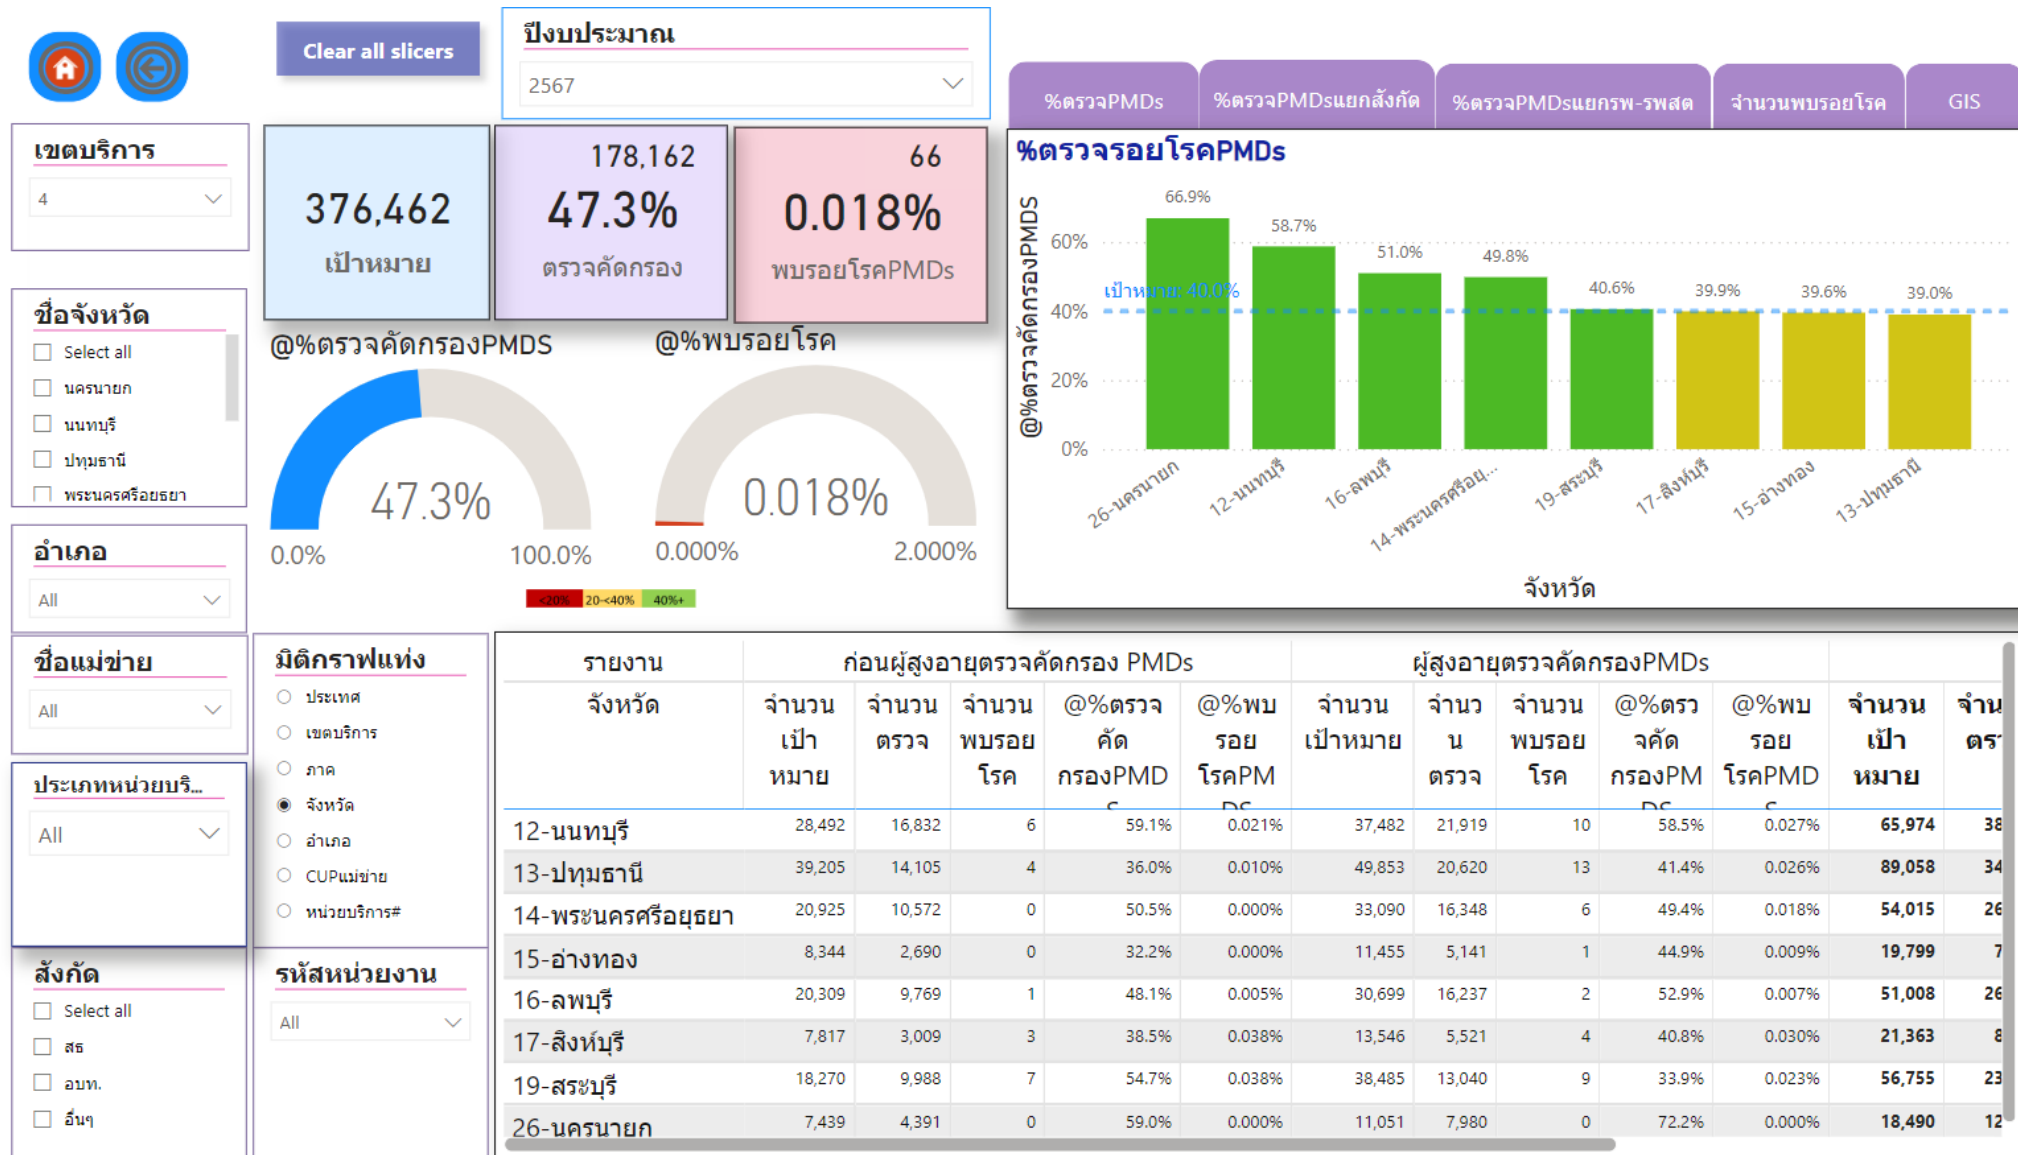 Clear all slicers
ปีงบประมาณ
2567
%ตรวจPMDs
%ตรวจPMDsแยกสังกัด
%ตรวจPMDsแยกรพ-รพสต
จำนวนพบรอยโรค
GIS
เขตบริการ
4
376,462
เป้าหมาย
178,162
47.3%
ตรวจคัดกรอง
66
0.018%
พบรอยโรคPMDs
%ตรวจรอยโรคPMDs
@%ตรวจคัดกรองPMDS
60%
40%
20%
0%
66.9%
58.7%
51.0%
49.8%
40.6%
39.9%
39.6%
39.0%
เป้าหมาย: 40.0%
26-นครนายก
12-นนทบุรี
16-ลพบุรี
14-พระนครศรีอยุ...
19-สระบุรี
17-สิงห์บุรี
15-อ่างทอง
13-ปทุมธานี
จังหวัด
ชื่อจังหวัด
Select all
นครนายก
นนทบุรี
ปทุมธานี
พระนครศรีอยุธยา
@%ตรวจคัดกรองPMDS
47.3%
0.0%
100.0%
@%พบรอยโรค
0.018%
0.000%
2.000%
<20% 20-<40% 40%+
อำเภอ
All
ชื่อแม่ข่าย
All
ประเภทหน่วยบริ...
All
สังกัด
Select all
สธ
อบท.
อื่นๆ
มิติกราฟแท่ง
ประเทศ
เขตบริการ
ภาค
จังหวัด
อำเภอ
CUPแม่ข่าย
หน่วยบริการ#
รหัสหน่วยงาน
All
รายงาน ก่อนผู้สูงอายุตรวจคัดกรอง PMDs ผู้สูงอายุตรวจคัดกรองPMDs
จังหวัด จำนวน จำนวน จำนวน @%ตรวจ @%พบ จำนวน จำนว จำนวน @%ตรว @%พบ จำนวน จำน
เป้า ตรวจ พบรอย คัด รอย เป้าหมาย น พบรอย จคัด รอย เป้า ตร
หมาย โรค กรองPMD โรคPM ตรวจ โรค กรองPM โรคPMD หมาย
S DS DS S
12-นนทบุรี 28,492 16,832 6 59.1% 0.021% 37,482 21,919 10 58.5% 0.027% 65,974 38
13-ปทุมธานี 39,205 14,105 4 36.0% 0.010% 49,853 20,620 13 41.4% 0.026% 89,058 34
14-พระนครศรีอยุธยา 20,925 10,572 0 50.5% 0.000% 33,090 16,348 6 49.4% 0.018% 54,015 26
15-อ่างทอง 8,344 2,690 0 32.2% 0.000% 11,455 5,141 1 44.9% 0.009% 19,799 7
16-ลพบุรี 20,309 9,769 1 48.1% 0.005% 30,699 16,237 2 52.9% 0.007% 51,008 26
17-สิงห์บุรี 7,817 3,009 3 38.5% 0.038% 13,546 5,521 4 40.8% 0.030% 21,363 8
19-สระบุรี 18,270 9,988 7 54.7% 0.038% 38,485 13,040 9 33.9% 0.023% 56,755 23
26-นครนายก 7,439 4,391 0 59.0% 0.000% 11,051 7,980 0 72.2% 0.000% 18,490 12